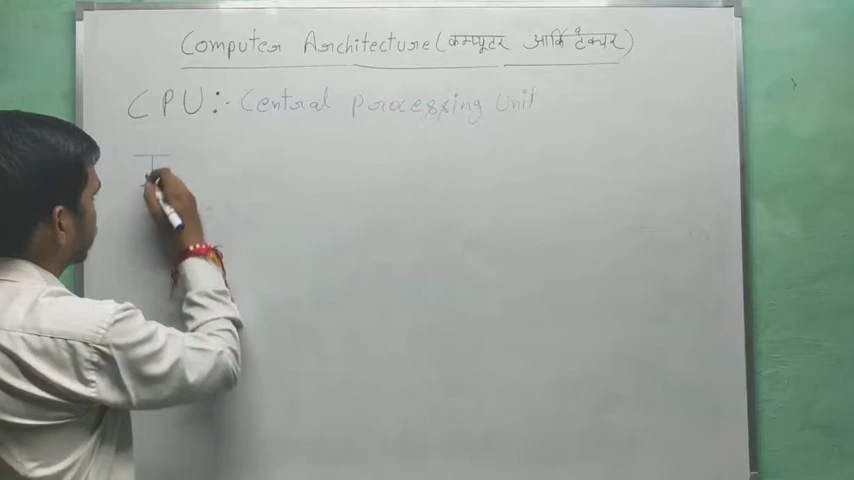 Computer Architecture (कम्प्यूटर आर्किटेक्चर)
CPU :- Central Processing Unit
I